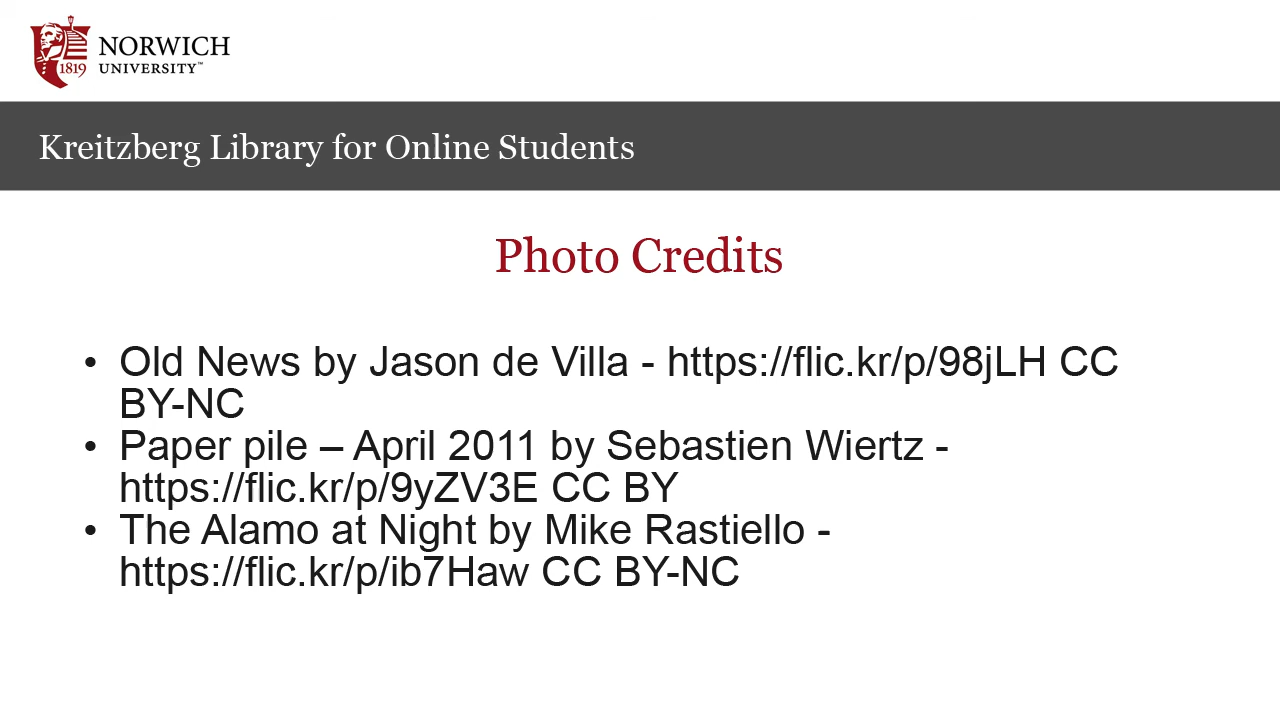 NORWICH
UNIVERSITY™
1819
Kreitzberg Library for Online Students
Photo Credits
• Old News by Jason de Villa - https://flic.kr/p/98jLH CC
BY-NC
• Paper pile – April 2011 by Sebastien Wiertz -
https://flic.kr/p/9yZV3E CC BY
• The Alamo at Night by Mike Rastiello -
https://flic.kr/p/ib7Haw CC BY-NC